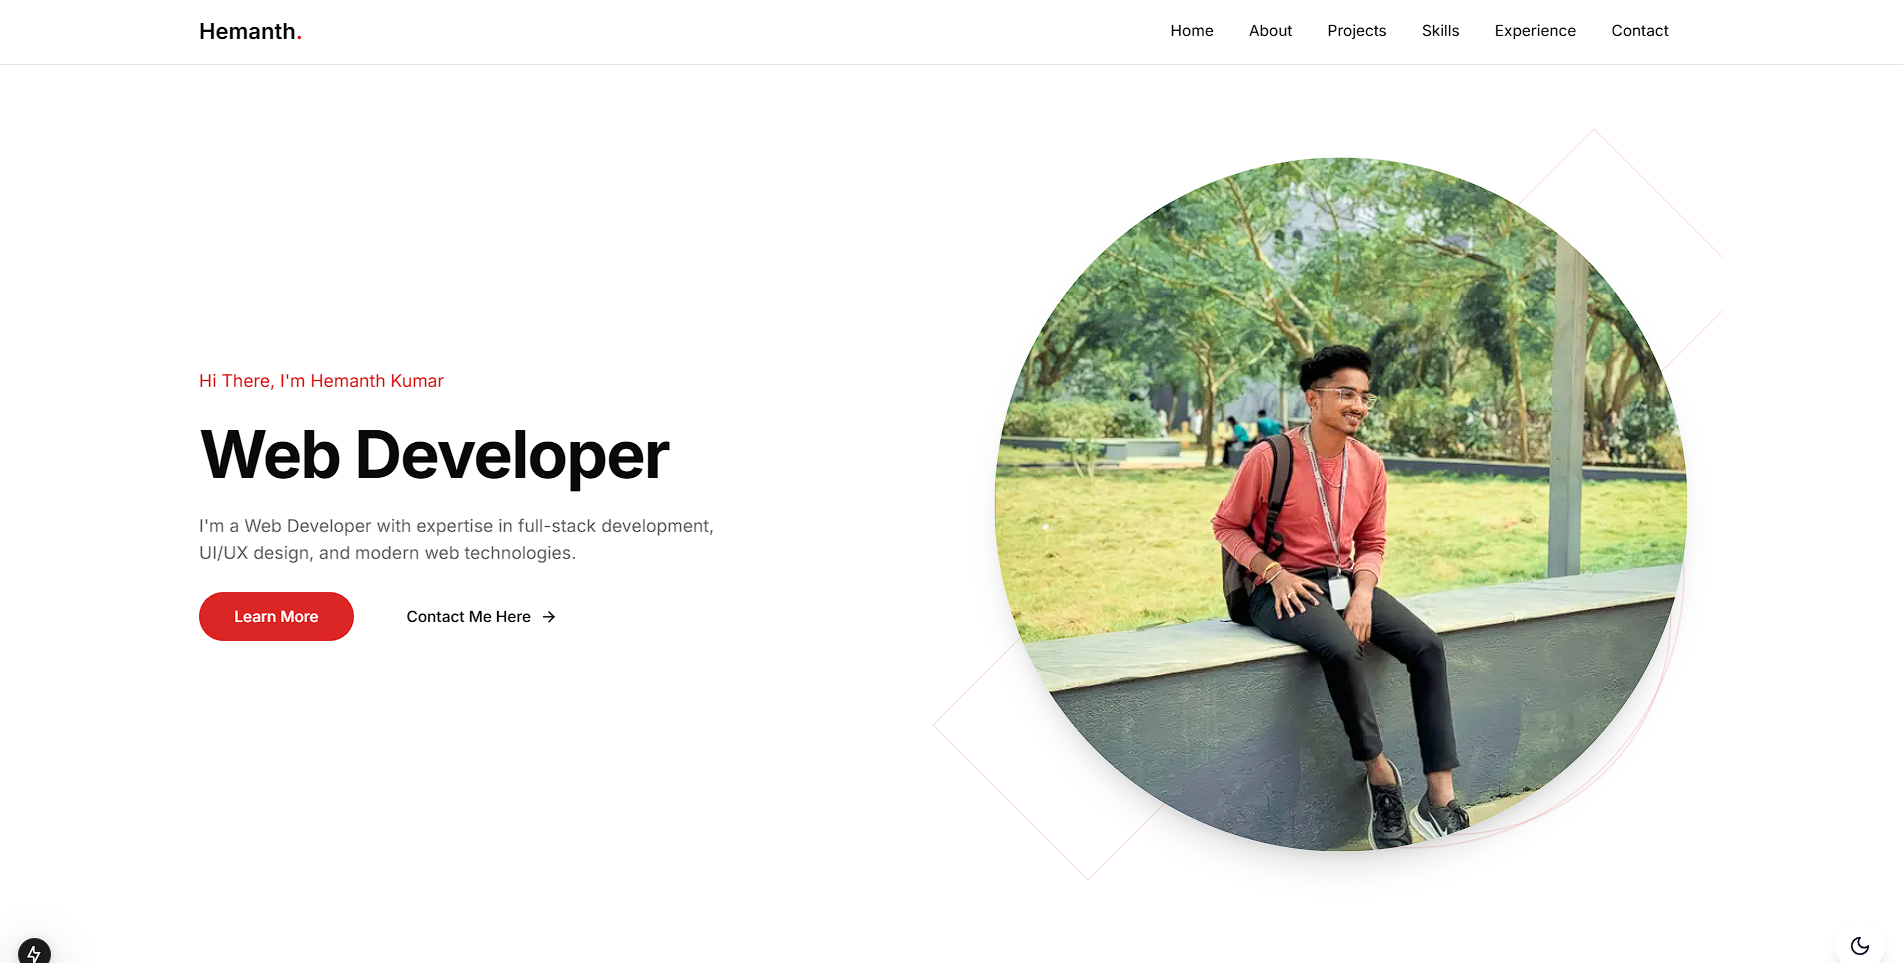 Hemanth.
Home About Projects Skills Experience Contact
Hi There, I'm Hemanth Kumar
Web Developer
I'm a Web Developer with expertise in full-stack development,
UI/UX design, and modern web technologies.
Learn More
Contact Me Here →